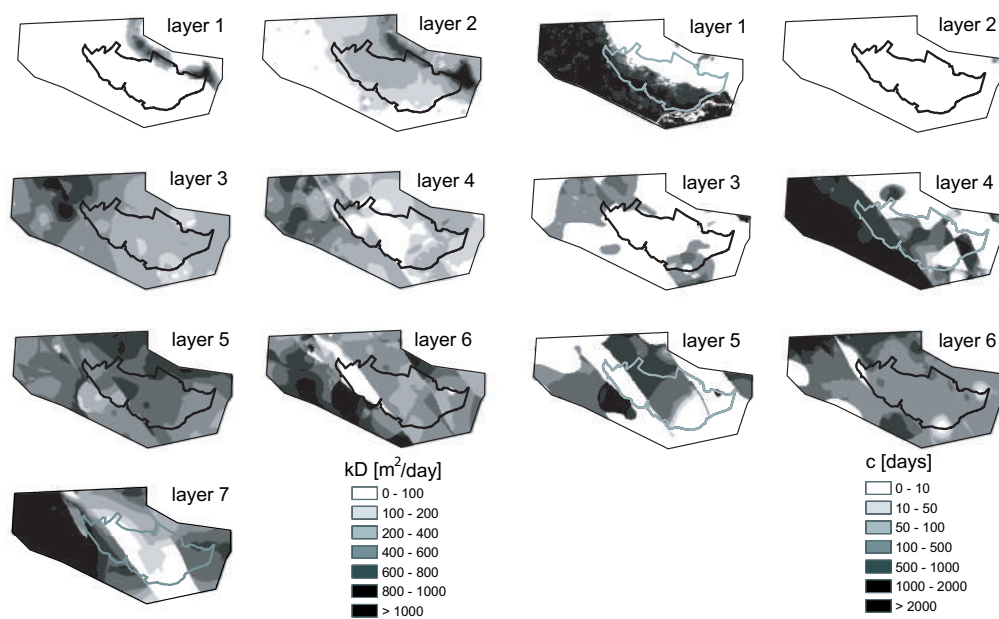 layer 1
layer 2
layer 1
layer 2
layer 3
layer 4
layer 3
layer 4
layer 5
layer 6
layer 5
layer 6
layer 7
kD [m²/day]
0 - 100
100 - 200
200 - 400
400 - 600
600 - 800
800 - 1000
> 1000
c [days]
0 - 10
10 - 50
50 - 100
100 - 500
500 - 1000
1000 - 2000
> 2000